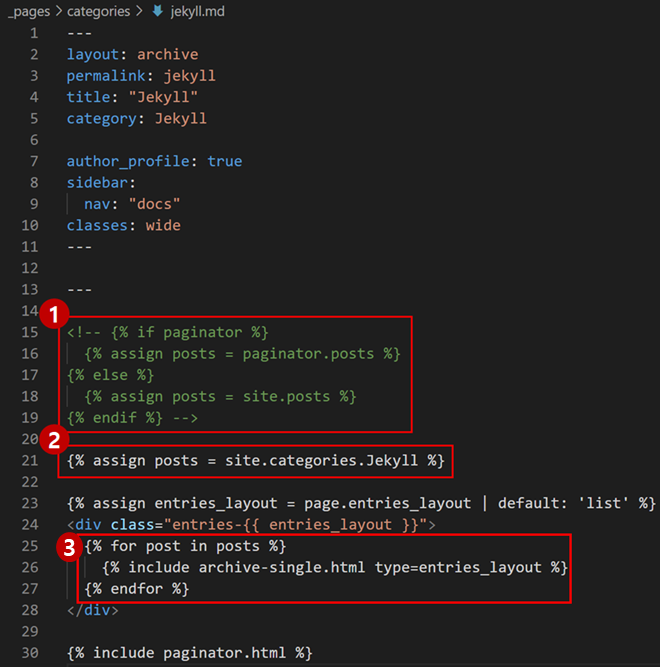 _pages > categories > jekyll.md
1 ---
2 layout: archive
3 permalink: jekyll
4 title: "Jekyll"
5 category: Jekyll
6
7 author_profile: true
8 sidebar:
9   nav: "docs"
10 classes: wide
11 ---
12
13 ---
14
1
15 <!-- {% if paginator %}
16   {% assign posts = paginator.posts %}
17 {% else %}
18   {% assign posts = site.posts %}
19 {% endif %} -->
20
2
21 {% assign posts = site.categories.Jekyll %}
22
23 {% assign entries_layout = page.entries_layout | default: 'list' %}
24 <div class="entries-{{ entries_layout }}">
3
25   {% for post in posts %}
26     {% include archive-single.html type=entries_layout %}
27   {% endfor %}
28 </div>
29
30 {% include paginator.html %}